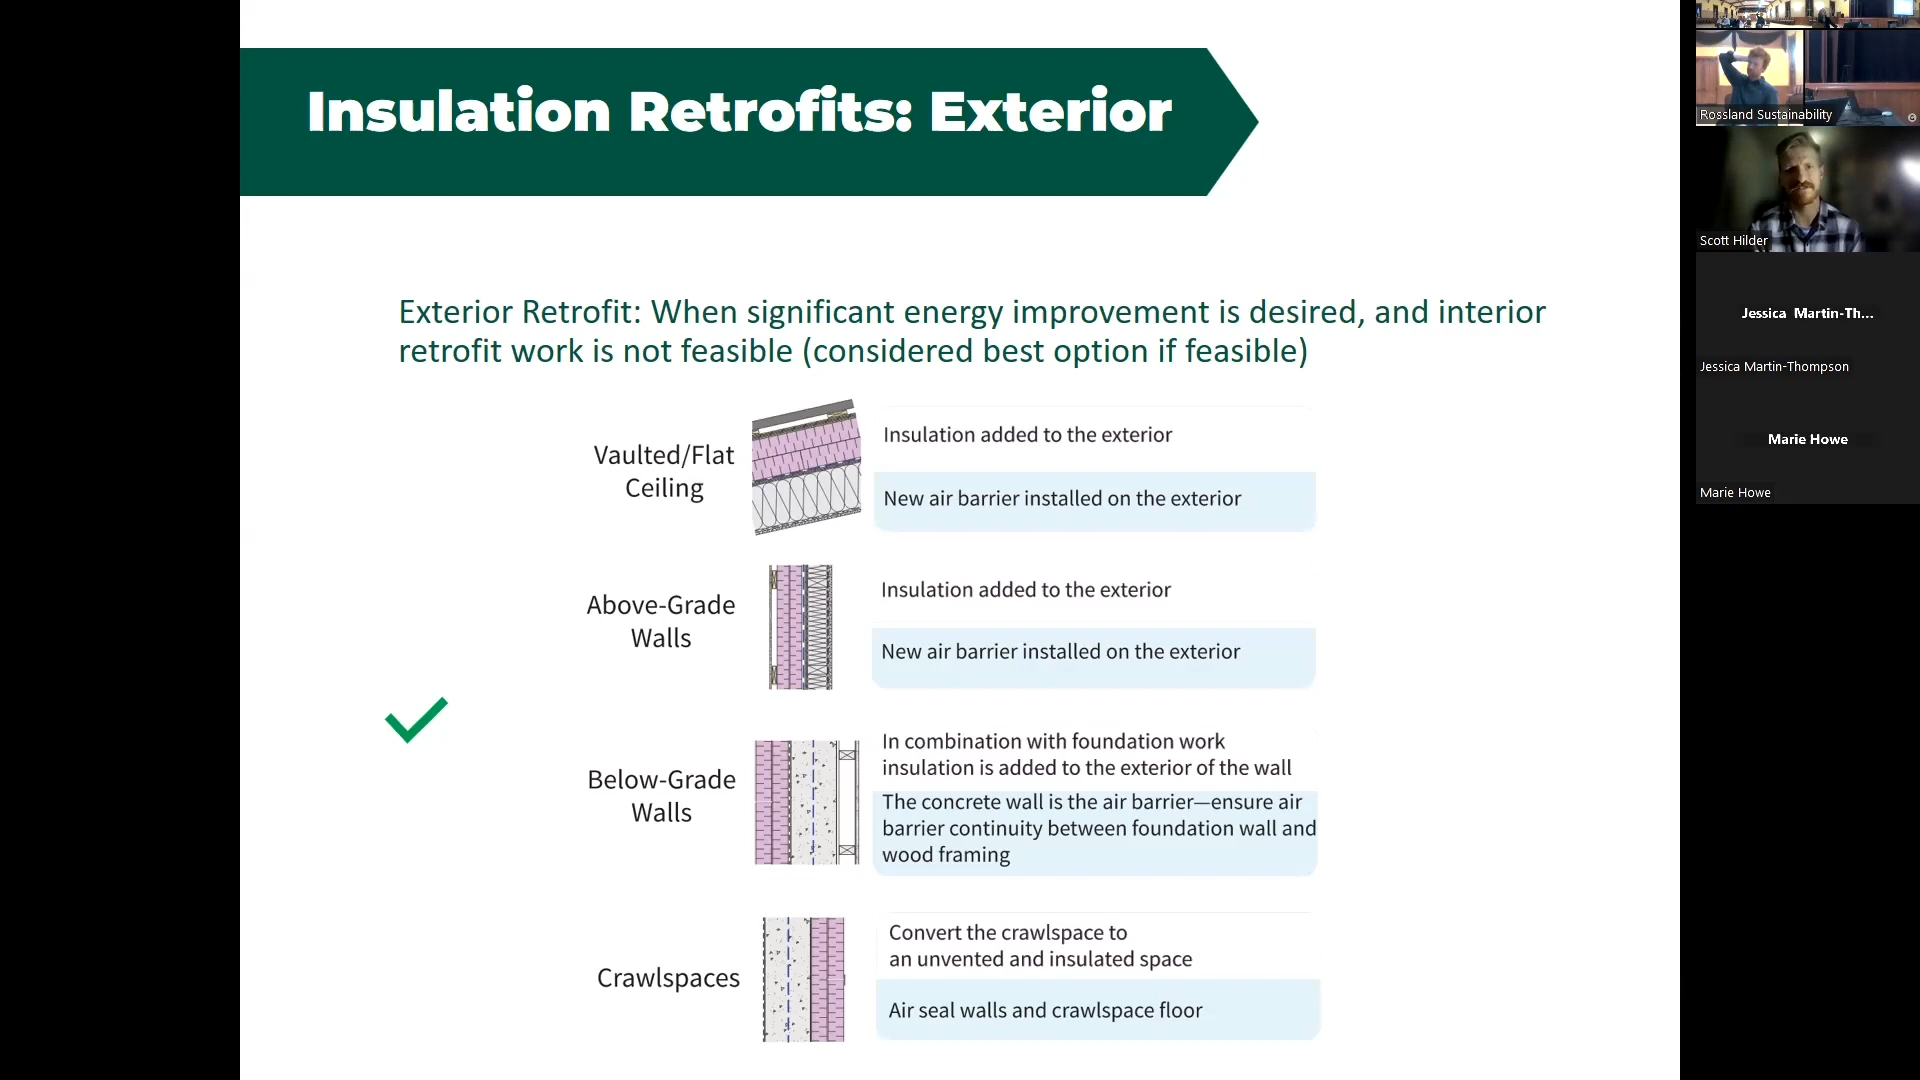 Insulation Retrofits: Exterior
Exterior Retrofit: When significant energy improvement is desired, and interior
retrofit work is not feasible (considered best option if feasible)
Vaulted/Flat
Ceiling
Insulation added to the exterior
New air barrier installed on the exterior
Above-Grade
Walls
Insulation added to the exterior
New air barrier installed on the exterior
Below-Grade
Walls
In combination with foundation work
insulation is added to the exterior of the wall
The concrete wall is the air barrier—ensure air
barrier continuity between foundation wall and
wood framing
Crawlspaces
Convert the crawlspace to
an unvented and insulated space
Air seal walls and crawlspace floor
Rossland Sustainability
Scott Hilder
Jessica Martin-Th...
Jessica Martin-Thompson
Marie Howe
Marie Howe